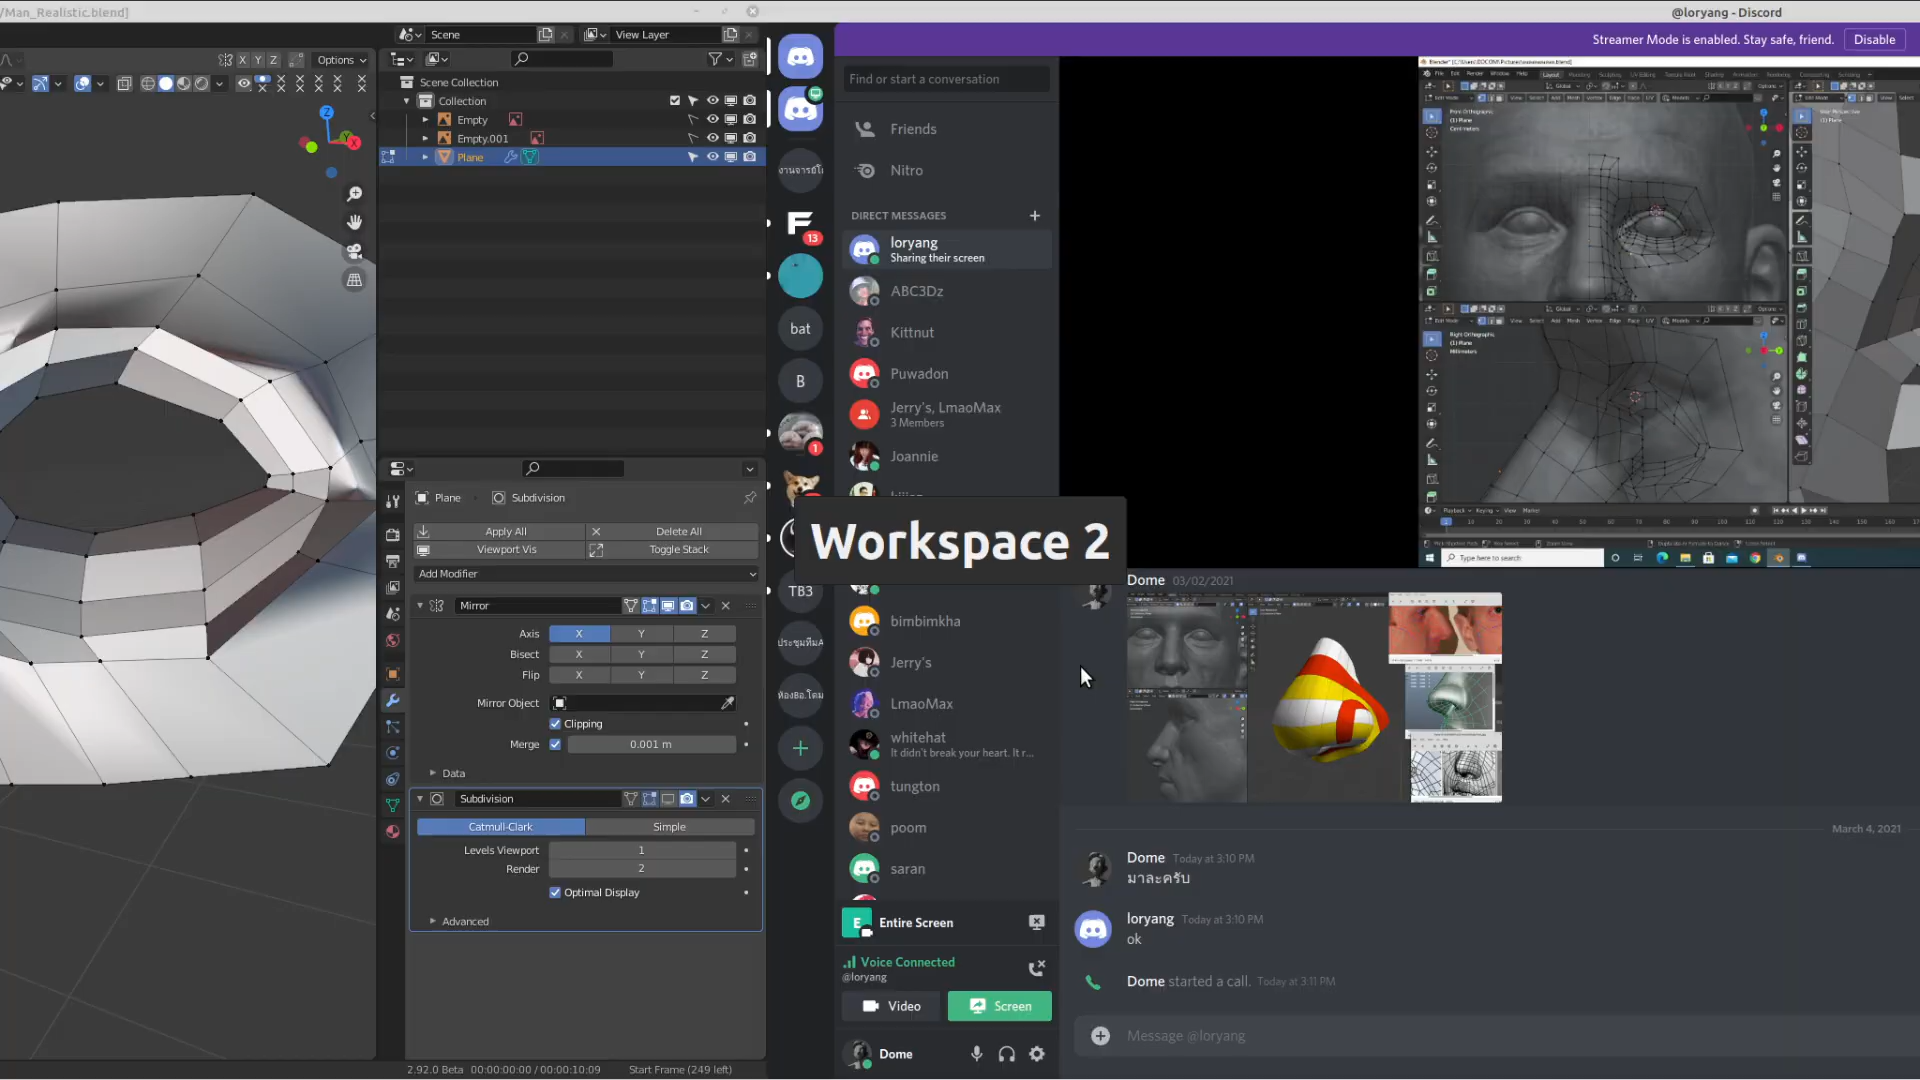 /Man_Realistic.blend]
@loryang - Discord
Scene
View Layer
Streamer Mode is enabled. Stay safe, friend.
Disable
X Y Z
Options
Scene Collection
Collection
Empty
Empty.001
Plane
Find or start a conversation
Friends
Nitro
DIRECT MESSAGES
loryang
Sharing their screen
ABC3Dz
Kittnut
Puwadon
Jerry's, LmaoMax
3 Members
Joannie
13
bat
B
1
TB3
Workspace 2
bimbimkha
Jerry's
LmaoMax
whitehat
It didn't break your heart. It r...
tungton
poom
saran
E
Entire Screen
Voice Connected
@loryang
Video
Screen
Dome
Plane
Subdivision
Apply All
Delete All
Viewport Vis
Toggle Stack
Add Modifier
Mirror
Axis X Y Z
Bisect X Y Z
Flip X Y Z
Mirror Object
Clipping
Merge 0.001 m
Data
Subdivision
Catmull-Clark
Simple
Levels Viewport 1
Render 2
Optimal Display
Advanced
2.92.0 Beta
00:00:00:00 / 00:00:10:09
Start Frame (249 left)
Type here to search
Dome 03/02/2021
March 4, 2021
Dome Today at 3:10 PM
มาละครับ
loryang Today at 3:10 PM
ok
Dome started a call. Today at 3:11 PM
Message @loryang